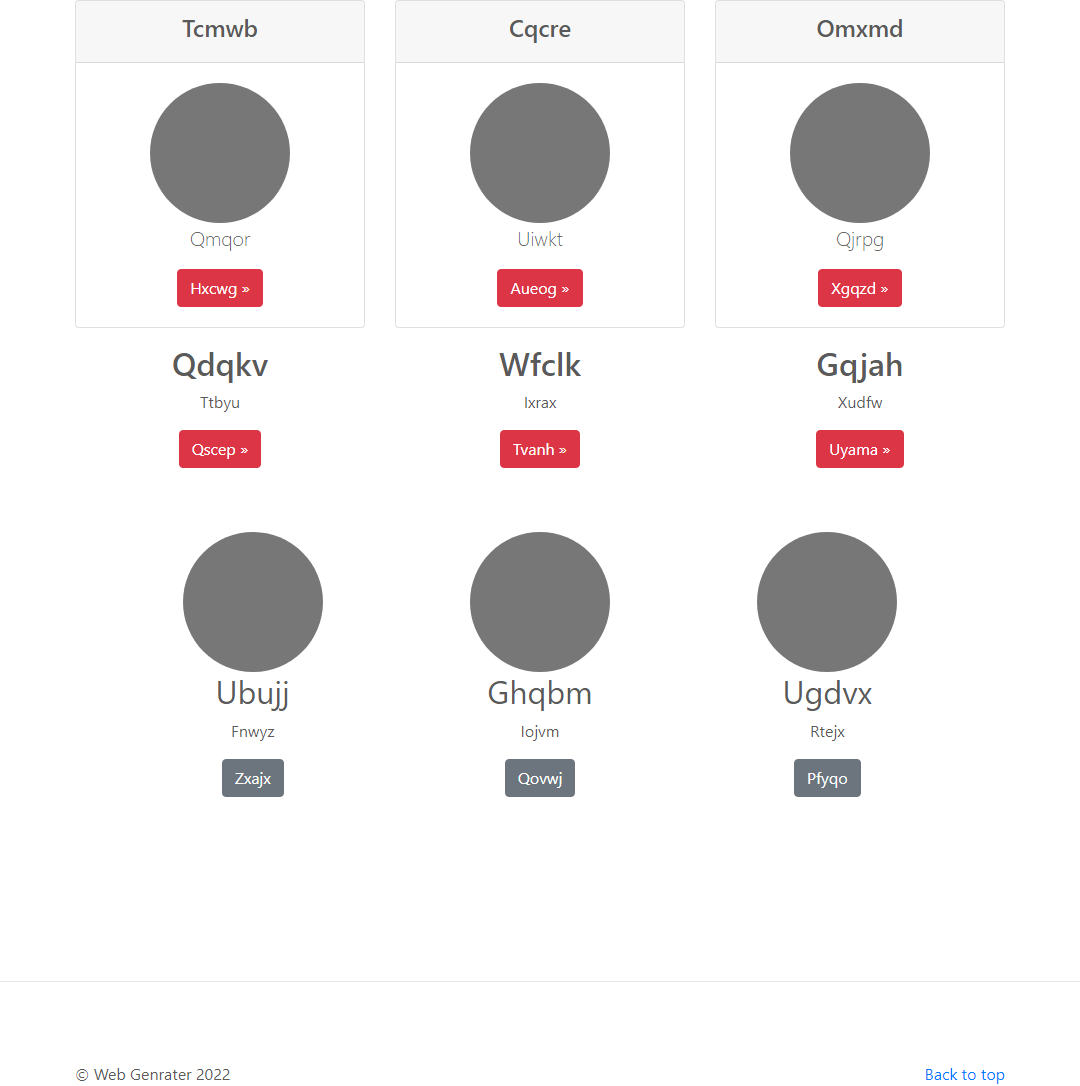 Tcmwb
Cqcre
Omxmd
Qmqor
Uiwkt
Qjrpg
Hxcwg »
Aueog »
Xgqzd »
Qdqkv
Wfclk
Gqjah
Ttbyu
Ixrax
Xudfw
Qscep »
Tvanh »
Uyama »
Ubujj
Ghqbm
Ugdvx
Fnwyz
Iojvm
Rtejx
Zxajx
Qovwj
Pfyqo
© Web Genrater 2022
Back to top